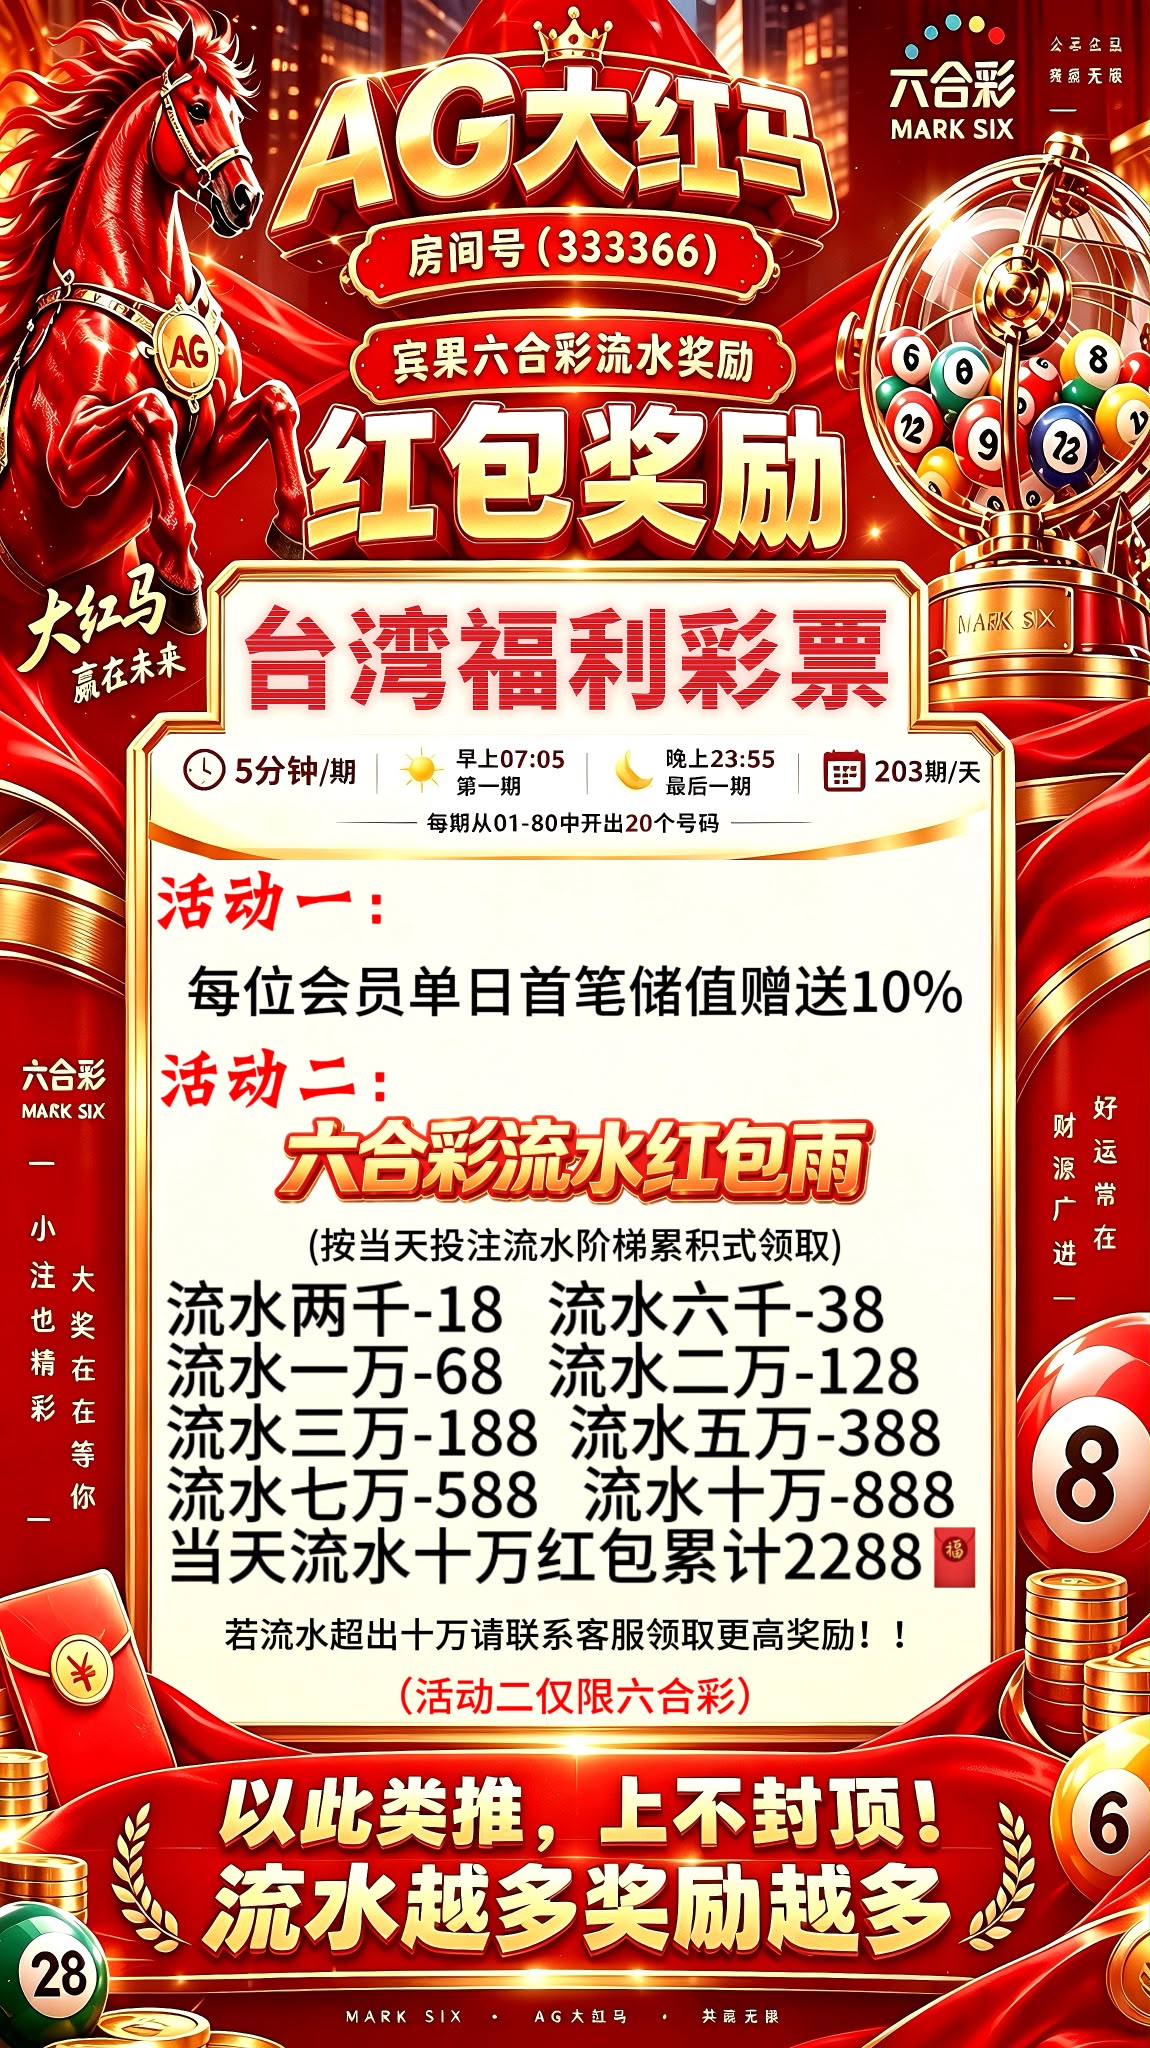 AG大红马
六合彩
MARK SIX
房间号(333366)
宾果六合彩流水奖励
红包奖励
AG
6
8
12
9
12
MARK SIX
大红马
赢在未来
台湾福利彩票
5分钟/期
早上07:05
第一期
晚上23:55
最后一期
203期/天
每期从01-80中开出20个号码
活动一：
每位会员单日首笔储值赠送10%
活动二：
六合彩流水红包雨
(按当天投注流水阶梯累积式领取)
流水两千-18 流水六千-38
流水一万-68 流水二万-128
流水三万-188 流水五万-388
流水七万-588 流水十万-888
当天流水十万红包累计2288
福
若流水超出十万请联系客服领取更高奖励！！
（活动二仅限六合彩）
六合彩
MARK SIX
小注也精彩
大奖在在等你
好运常在
财源广进
8
¥
6
28
以此类推，上不封顶！
流水越多奖励越多
MARK SIX · AG大红马 ·